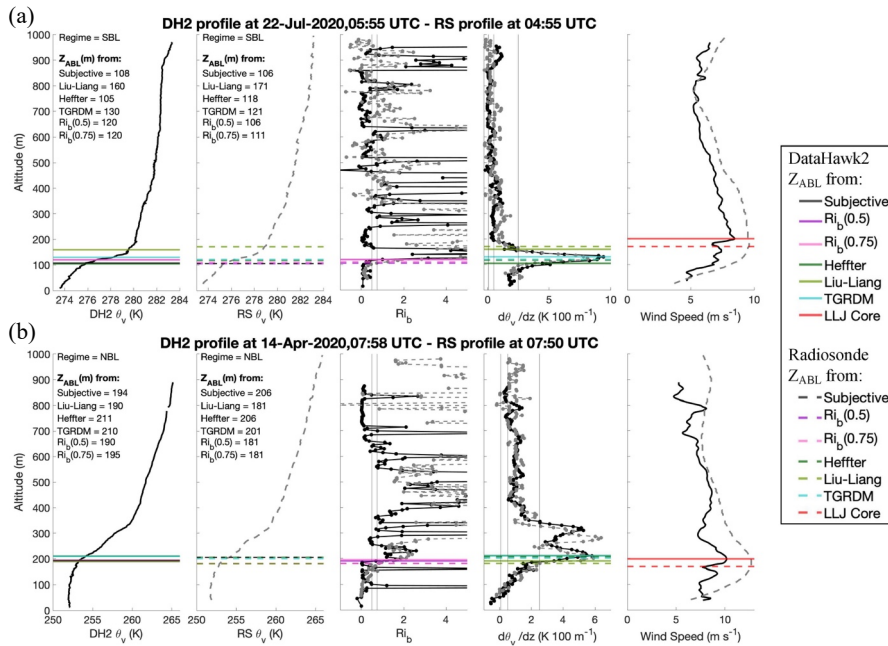 (a)
DH2 profile at 22-Jul-2020,05:55 UTC - RS profile at 04:55 UTC
Altitude (m)
1000
900
800
700
600
500
400
300
200
100
0
Regime = SBL
Z_ABL(m) from:
Subjective = 108
Liu-Liang = 160
Heffter = 105
TGRDM = 130
Ri_b(0.5) = 120
Ri_b(0.75) = 120
274 276 278 280 282 284
DH2 θ_v (K)
Regime = SBL
Z_ABL(m) from:
Subjective = 106
Liu-Liang = 171
Heffter = 118
TGRDM = 121
Ri_b(0.5) = 106
Ri_b(0.75) = 111
274 276 278 280 282 284
RS θ_v (K)
0 2 4
Ri_b
0 5 10
dθ_v/dz (K 100 m⁻¹)
0 5 10
Wind Speed (m s⁻¹)
(b)
DH2 profile at 14-Apr-2020,07:58 UTC - RS profile at 07:50 UTC
Altitude (m)
1000
900
800
700
600
500
400
300
200
100
0
Regime = NBL
Z_ABL(m) from:
Subjective = 194
Liu-Liang = 190
Heffter = 211
TGRDM = 210
Ri_b(0.5) = 190
Ri_b(0.75) = 195
250 255 260 265
DH2 θ_v (K)
Regime = NBL
Z_ABL(m) from:
Subjective = 206
Liu-Liang = 181
Heffter = 206
TGRDM = 201
Ri_b(0.5) = 181
Ri_b(0.75) = 181
250 255 260 265
RS θ_v (K)
0 2 4
Ri_b
0 2 4 6
dθ_v/dz (K 100 m⁻¹)
0 5 10
Wind Speed (m s⁻¹)
DataHawk2
Z_ABL from:
Subjective
Ri_b(0.5)
Ri_b(0.75)
Heffter
Liu-Liang
TGRDM
LLJ Core
Radiosonde
Z_ABL from:
Subjective
Ri_b(0.5)
Ri_b(0.75)
Heffter
Liu-Liang
TGRDM
LLJ Core